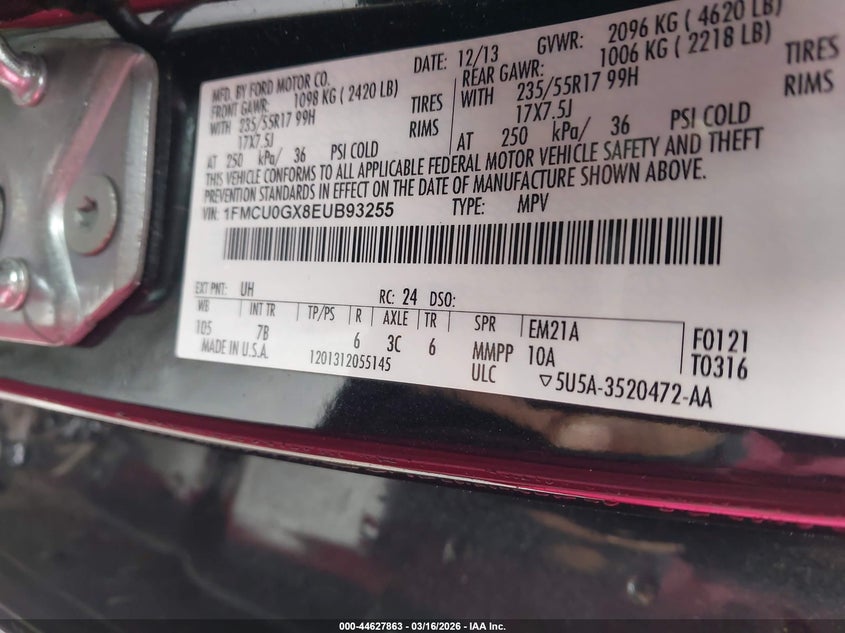 MFD. BY FORD MOTOR CO. DATE: 12/13 GVWR: 2096 KG ( 4620 LB)
FRONT GAWR: 1098 KG ( 2420 LB) REAR GAWR: 1006 KG ( 2218 LB)
WITH 235/55R17 99H TIRES WITH 235/55R17 99H TIRES
17X7.5J RIMS 17X7.5J RIMS
AT 250 kPa/ 36 PSI COLD AT 250 kPa/ 36 PSI COLD
THIS VEHICLE CONFORMS TO ALL APPLICABLE FEDERAL MOTOR VEHICLE SAFETY AND THEFT
PREVENTION STANDARDS IN EFFECT ON THE DATE OF MANUFACTURE SHOWN ABOVE.
VIN: 1FMCU0GX8EUB93255 TYPE: MPV
EXT PNT: UH RC: 24 DSO:
WB INT TR TP/PS R AXLE TR SPR EM21A F0121
105 7B 6 3C 6 MMPP 10A T0316
MADE IN U.S.A. 1201312055145 ULC ▽5U5A-3520472-AA
000-44627863 - 03/16/2026 - IAA Inc.